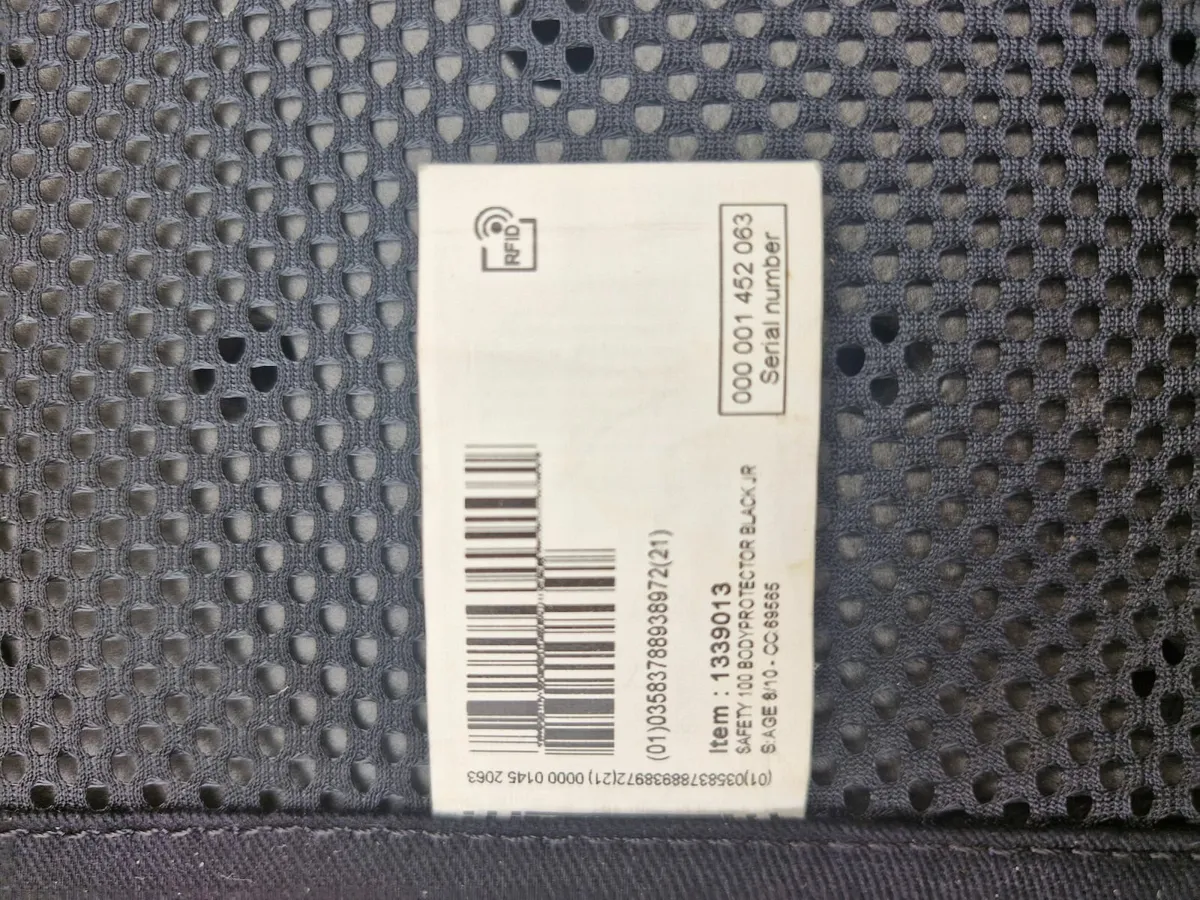 RFID
(01)03583788938972(21)
000 001 452 063
Serial number
Item : 1339013
SAFETY 100 BODYPROTECTOR BLACK JR
S:AGE 8/10 - CC:69565
(01)03583788938972(21) 0000 0145 2063